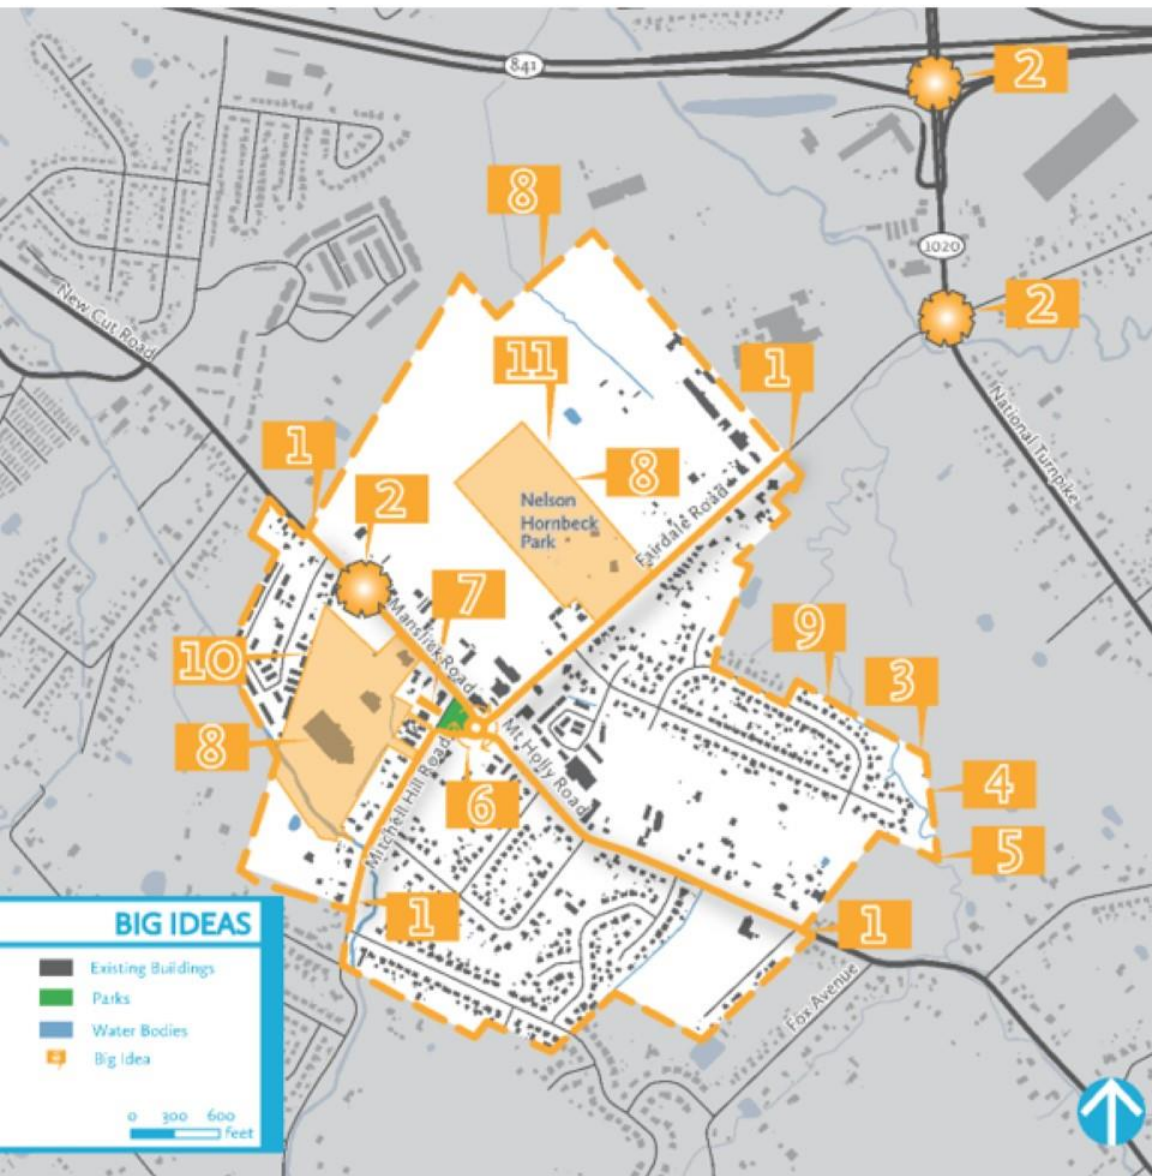 841
2
8
1020
2
New Cut Road
11
1
National Turnpike
1
8
2
Nelson
Hornbeck
Park
Fairdale Road
7
Manslick Road
9
10
3
8
Mt Holly Road
4
6
Mitchell Hill Road
5
1
1
Fox Avenue
BIG IDEAS
Existing Buildings
Parks
Water Bodies
Big Idea
0 300 600
feet